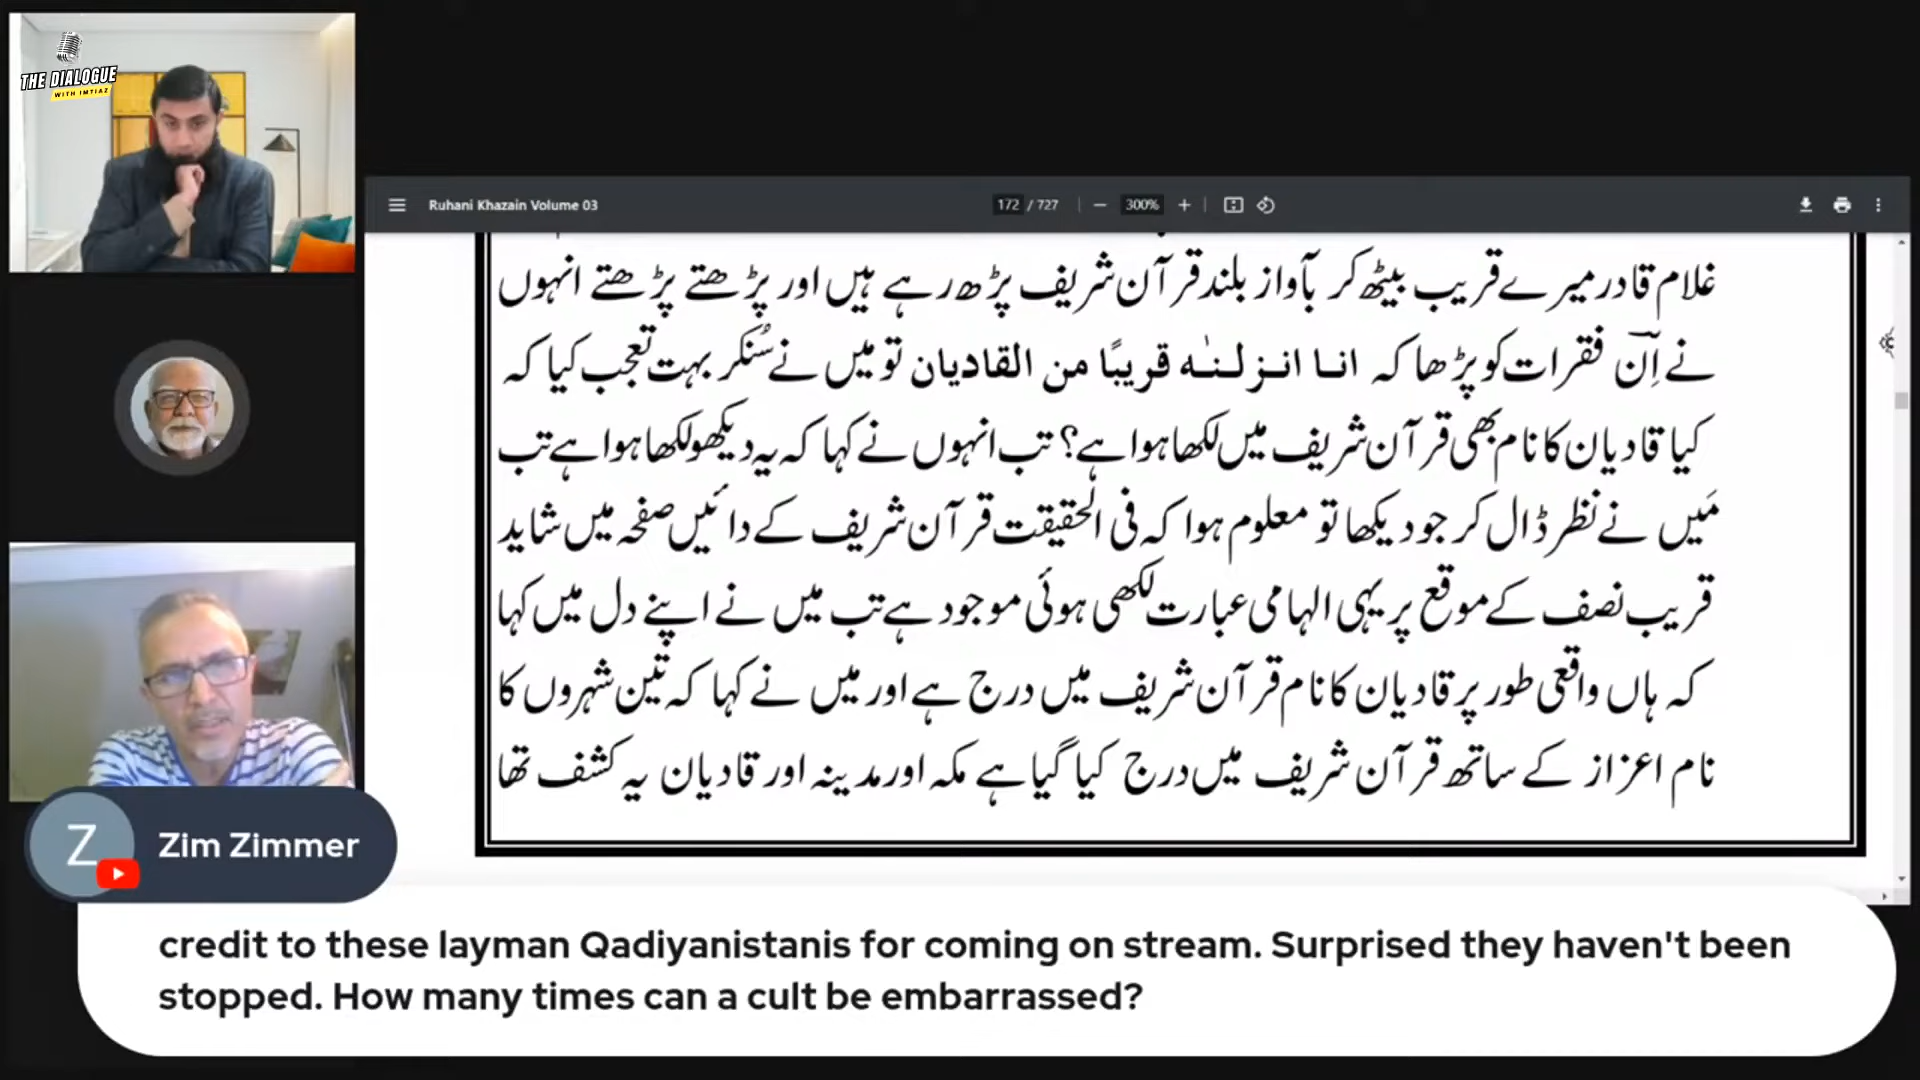 THE DIALOGUE
WITH IMTIAZ
Ruhani Khazain Volume 03
172 / 727
300%
غلام قادر میرے قریب بیٹھ کر بآواز بلند قرآن شریف پڑھ رہے ہیں اور پڑھتے پڑھتے انہوں
نے اِن فقرات کو پڑھا کہ انا انزلنٰه قریبًا من القادیان تو میں نے سُنکر بہت تعجب کیا کہ
کیا قادیان کا نام بھی قرآن شریف میں لکھا ہوا ہے؟ تب انہوں نے کہا کہ یہ دیکھو لکھا ہوا ہے تب
مَیں نے نظر ڈال کر جو دیکھا تو معلوم ہوا کہ فی الحقیقت قرآن شریف کے دائیں صفحہ میں شاید
قریب نصف کے موقع پر یہی الہامی عبارت لکھی ہوئی موجود ہے تب میں نے اپنے دل میں کہا
کہ ہاں واقعی طور پر قادیان کا نام قرآن شریف میں درج ہے اور میں نے کہا کہ تین شہروں کا
نام اعزاز کے ساتھ قرآن شریف میں درج کیا گیا ہے مکہ اور مدینہ اور قادیان یہ کشف تھا
Z
Zim Zimmer
credit to these layman Qadiyanistanis for coming on stream. Surprised they haven't been
stopped. How many times can a cult be embarrassed?